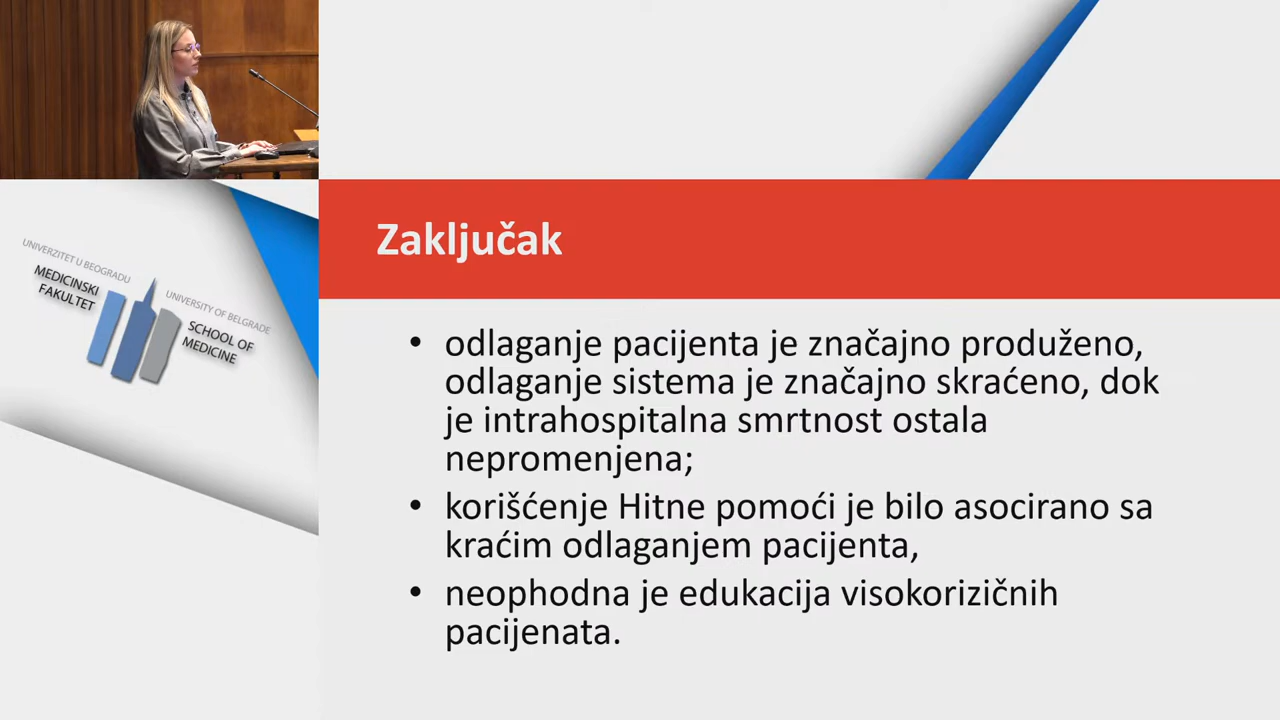 UNIVERZITET U BEOGRADU
MEDICINSKI
FAKULTET
UNIVERSITY OF BELGRADE
SCHOOL OF
MEDICINE
Zaključak
• odlaganje pacijenta je značajno produženo,
odlaganje sistema je značajno skraćeno, dok
je intrahospitalna smrtnost ostala
nepromenjena;
• korišćenje Hitne pomoći je bilo asocirano sa
kraćim odlaganjem pacijenta,
• neophodna je edukacija visokorizičnih
pacijenata.